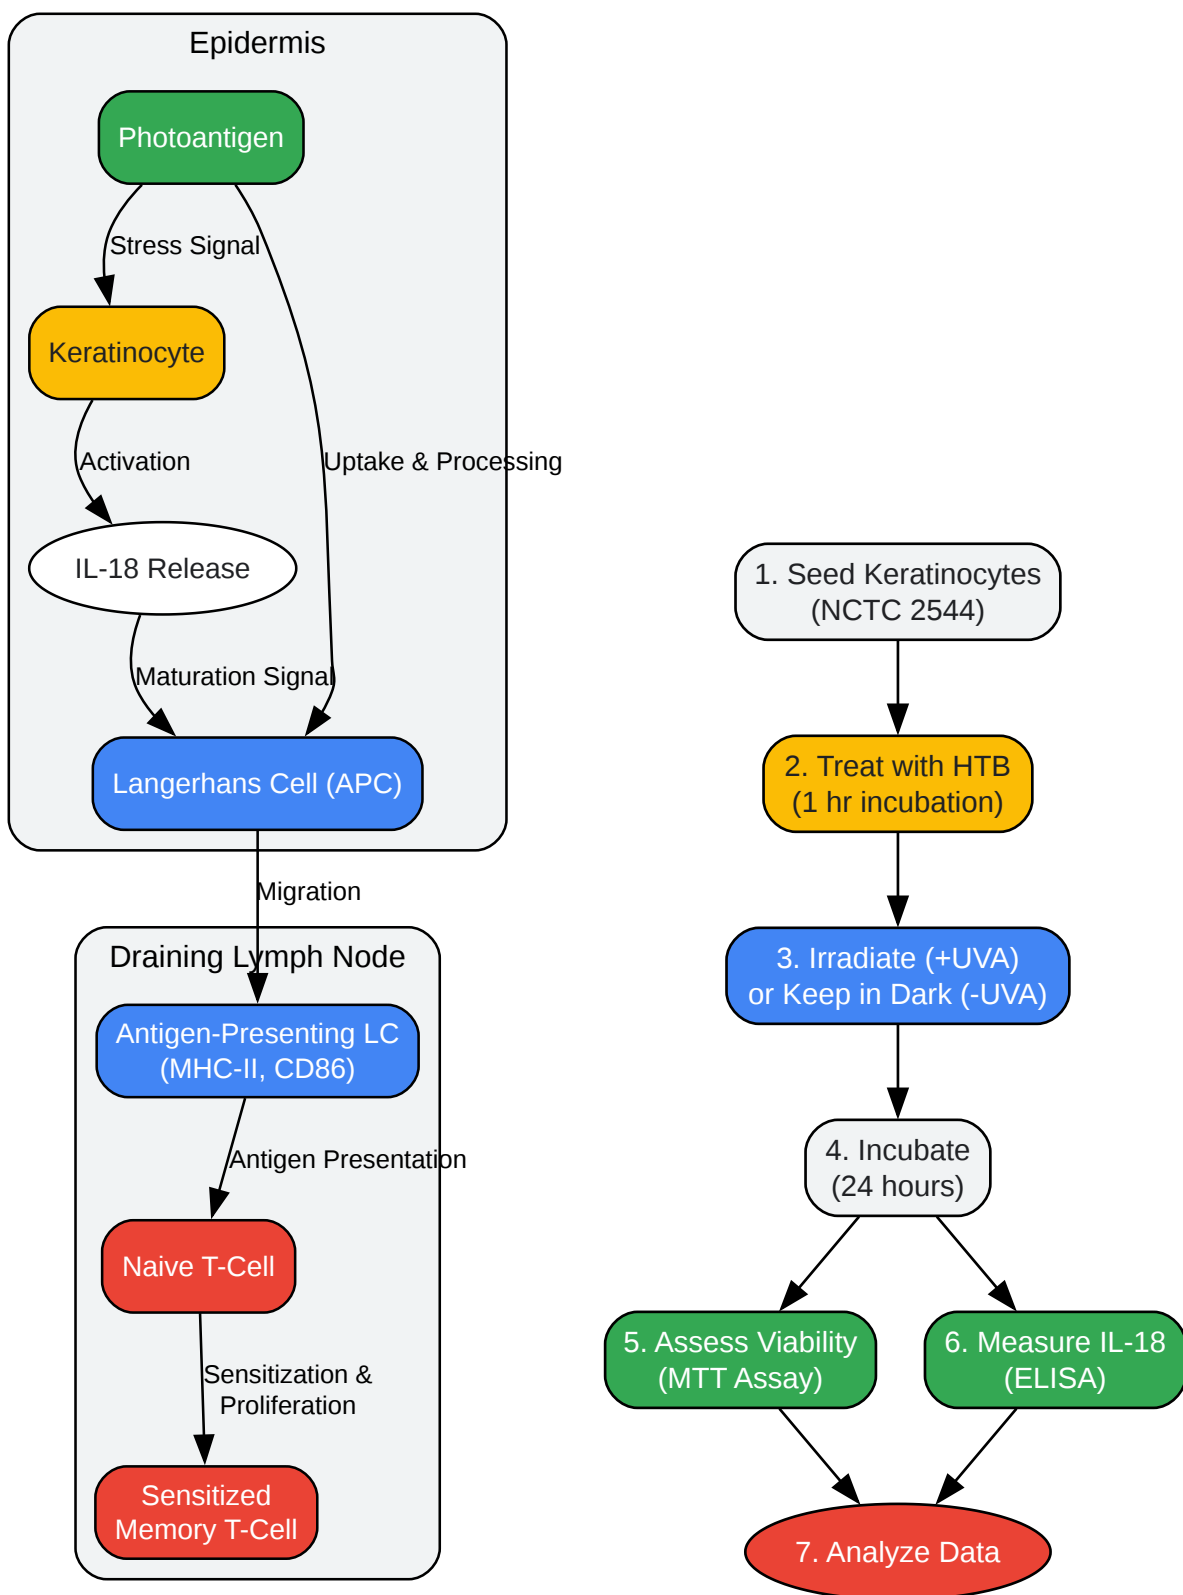 Epidermis
Photoantigen
Stress Signal
Keratinocyte
Activation
Uptake & Processing
IL-18 Release
Maturation Signal
Langerhans Cell (APC)
Migration
Draining Lymph Node
Antigen-Presenting LC
(MHC-II, CD86)
Antigen Presentation
Naive T-Cell
Sensitization &
Proliferation
Sensitized
Memory T-Cell
1. Seed Keratinocytes
(NCTC 2544)
2. Treat with HTB
(1 hr incubation)
3. Irradiate (+UVA)
or Keep in Dark (-UVA)
4. Incubate
(24 hours)
5. Assess Viability
(MTT Assay)
6. Measure IL-18
(ELISA)
7. Analyze Data